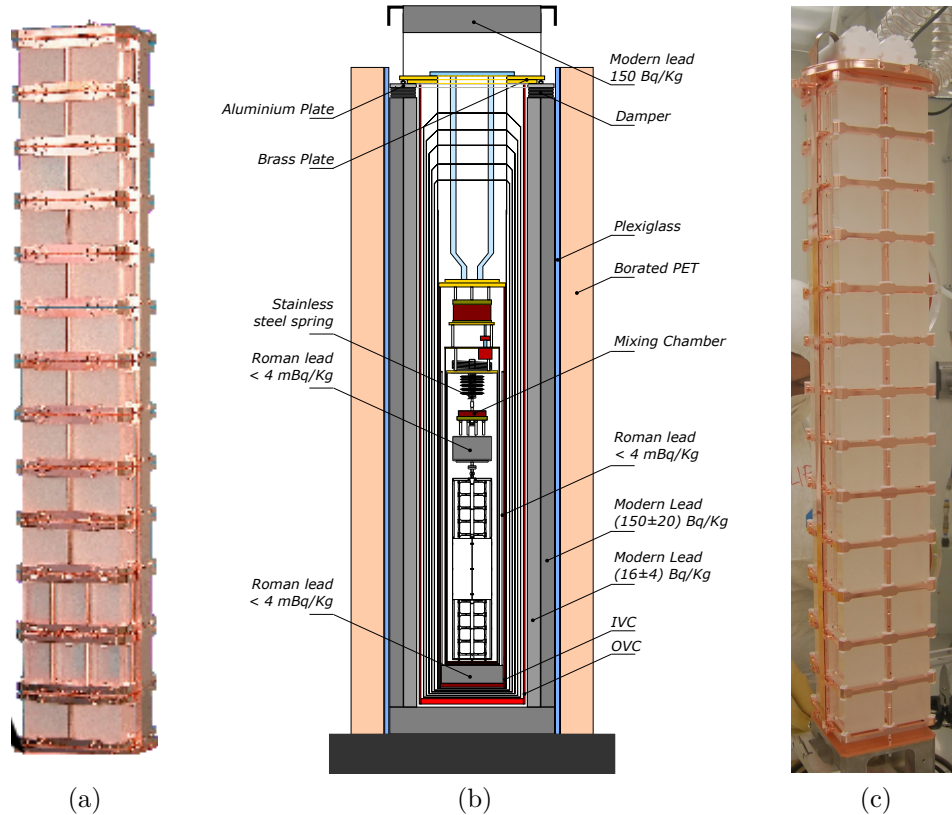 Modern lead
150 Bq/Kg
Aluminium Plate
Damper
Brass Plate
Plexiglass
Borated PET
Stainless
steel spring
Mixing Chamber
Roman lead
< 4 mBq/Kg
Roman lead
< 4 mBq/Kg
Modern Lead
(150±20) Bq/Kg
Modern Lead
(16±4) Bq/Kg
Roman lead
< 4 mBq/Kg
IVC
OVC
(a)
(b)
(c)